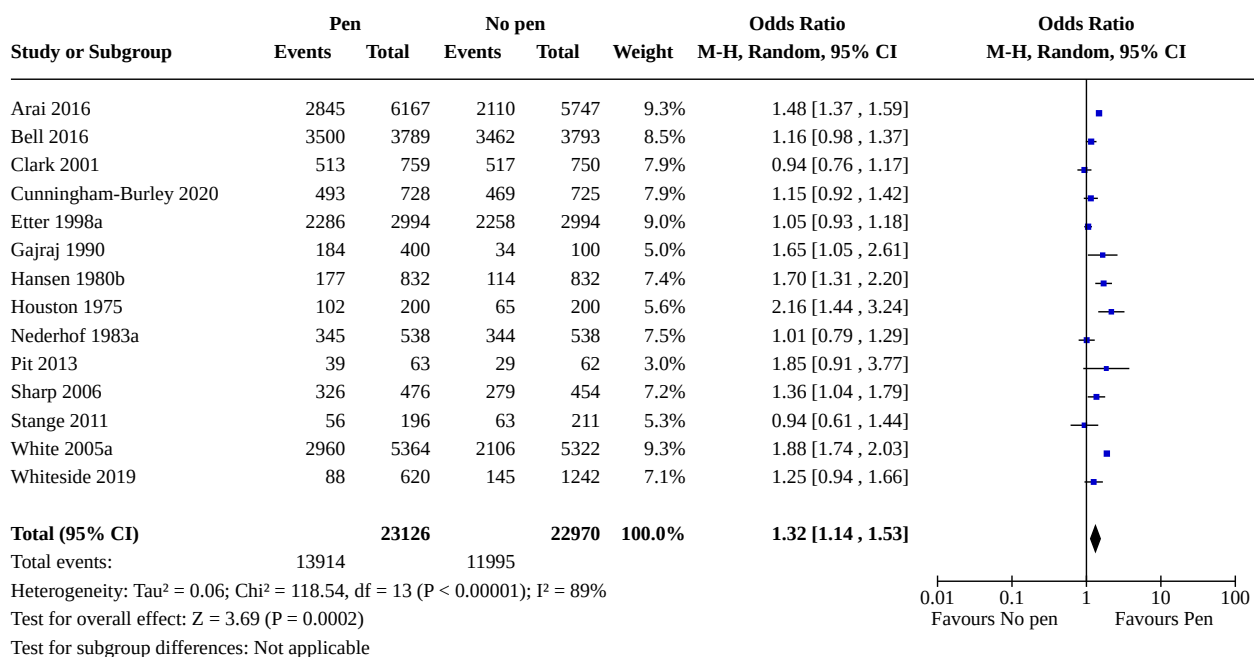 Pen No pen Odds Ratio Odds Ratio
Study or Subgroup Events Total Events Total Weight M-H, Random, 95% CI M-H, Random, 95% CI
Arai 2016 2845 6167 2110 5747 9.3% 1.48 [1.37 , 1.59]
Bell 2016 3500 3789 3462 3793 8.5% 1.16 [0.98 , 1.37]
Clark 2001 513 759 517 750 7.9% 0.94 [0.76 , 1.17]
Cunningham-Burley 2020 493 728 469 725 7.9% 1.15 [0.92 , 1.42]
Etter 1998a 2286 2994 2258 2994 9.0% 1.05 [0.93 , 1.18]
Gajraj 1990 184 400 34 100 5.0% 1.65 [1.05 , 2.61]
Hansen 1980b 177 832 114 832 7.4% 1.70 [1.31 , 2.20]
Houston 1975 102 200 65 200 5.6% 2.16 [1.44 , 3.24]
Nederhof 1983a 345 538 344 538 7.5% 1.01 [0.79 , 1.29]
Pit 2013 39 63 29 62 3.0% 1.85 [0.91 , 3.77]
Sharp 2006 326 476 279 454 7.2% 1.36 [1.04 , 1.79]
Stange 2011 56 196 63 211 5.3% 0.94 [0.61 , 1.44]
White 2005a 2960 5364 2106 5322 9.3% 1.88 [1.74 , 2.03]
Whiteside 2019 88 620 145 1242 7.1% 1.25 [0.94 , 1.66]
Total (95% CI) 23126 22970 100.0% 1.32 [1.14 , 1.53]
Total events: 13914 11995
Heterogeneity: Tau² = 0.06; Chi² = 118.54, df = 13 (P < 0.00001); I² = 89%
Test for overall effect: Z = 3.69 (P = 0.0002)
Test for subgroup differences: Not applicable
0.01 0.1 1 10 100
Favours No pen Favours Pen